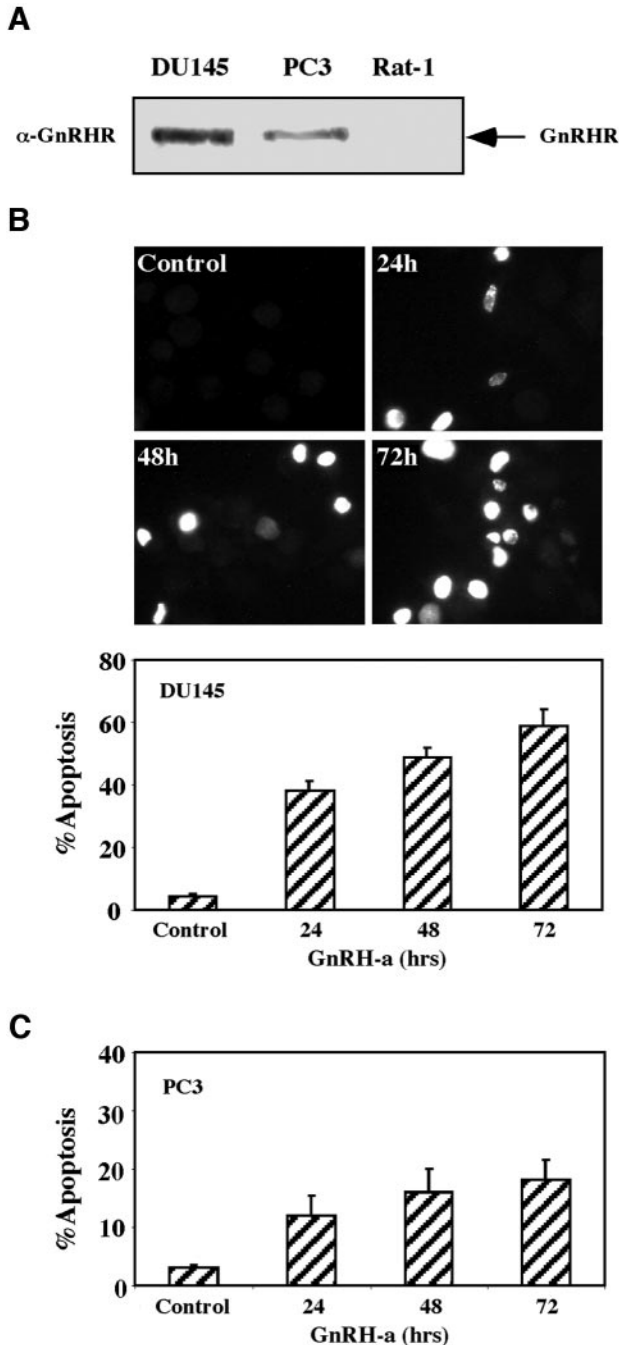 A
DU145 PC3 Rat-1
α-GnRHR GnRHR
B
Control 24h
48h 72h
80
60
40
20
0
% Apoptosis
DU145
Control 24 48 72
GnRH-a (hrs)
C
40
30
20
10
0
% Apoptosis
PC3
Control 24 48 72
GnRH-a (hrs)